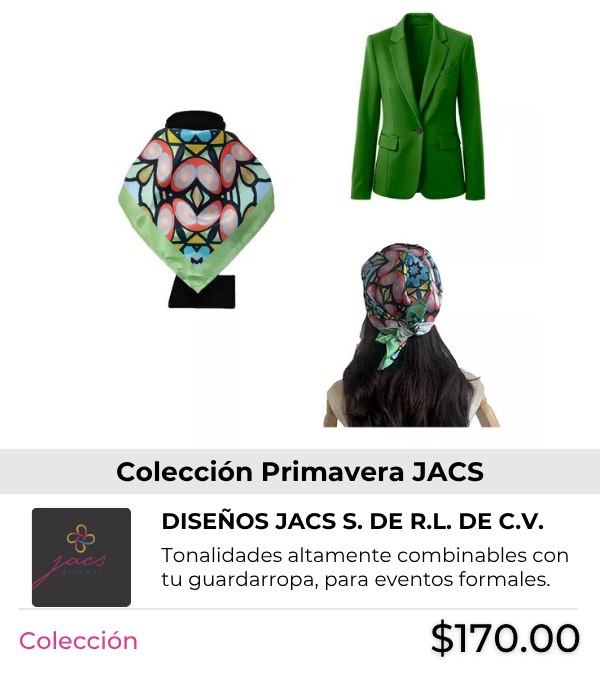 Colección Primavera JACS
DISEÑOS JACS S. DE R.L. DE C.V.
Tonalidades altamente combinables con
tu guardarropa, para eventos formales.
jacs
DISEÑOS
Colección
$170.00